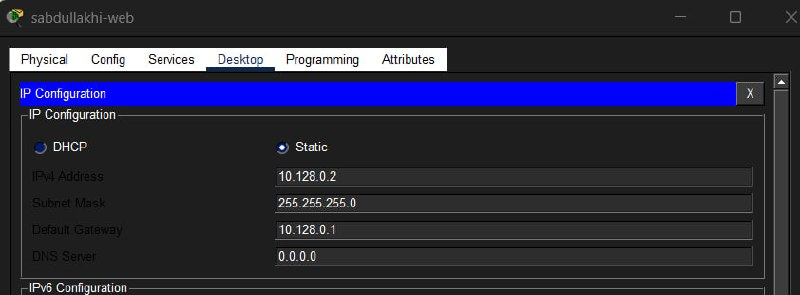 sabdullakhi-web
Physical Config Services Desktop Programming Attributes
IP Configuration X
IP Configuration
DHCP Static
IPv4 Address 10.128.0.2
Subnet Mask 255.255.255.0
Default Gateway 10.128.0.1
DNS Server 0.0.0.0
IPv6 Configuration